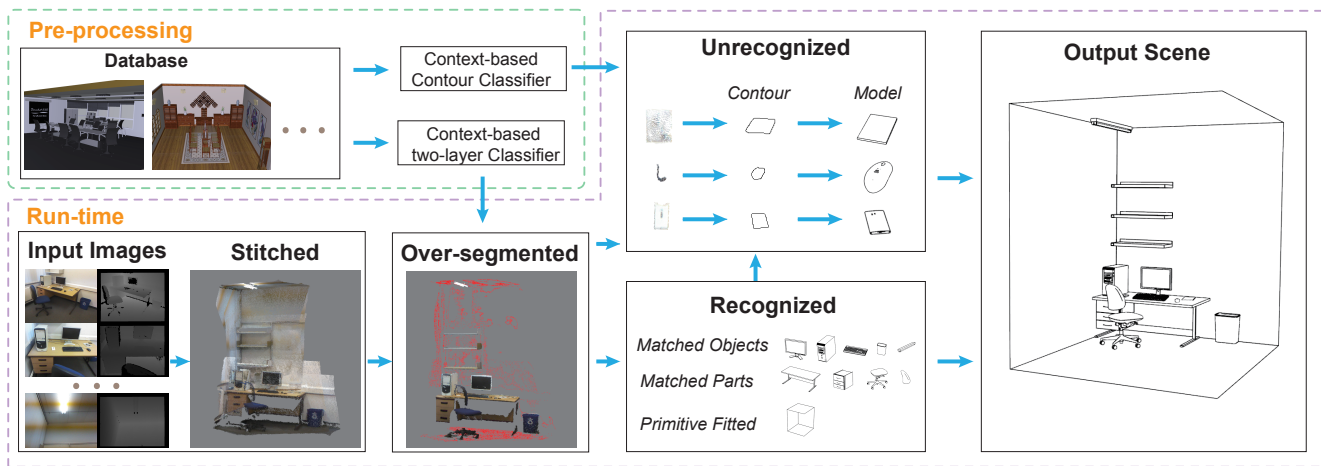 Pre-processing
Database
Context-based
Contour Classifier
Context-based
two-layer Classifier
Unrecognized
Contour
Model
Output Scene
Run-time
Input Images
Stitched
Over-segmented
Recognized
Matched Objects
Matched Parts
Primitive Fitted